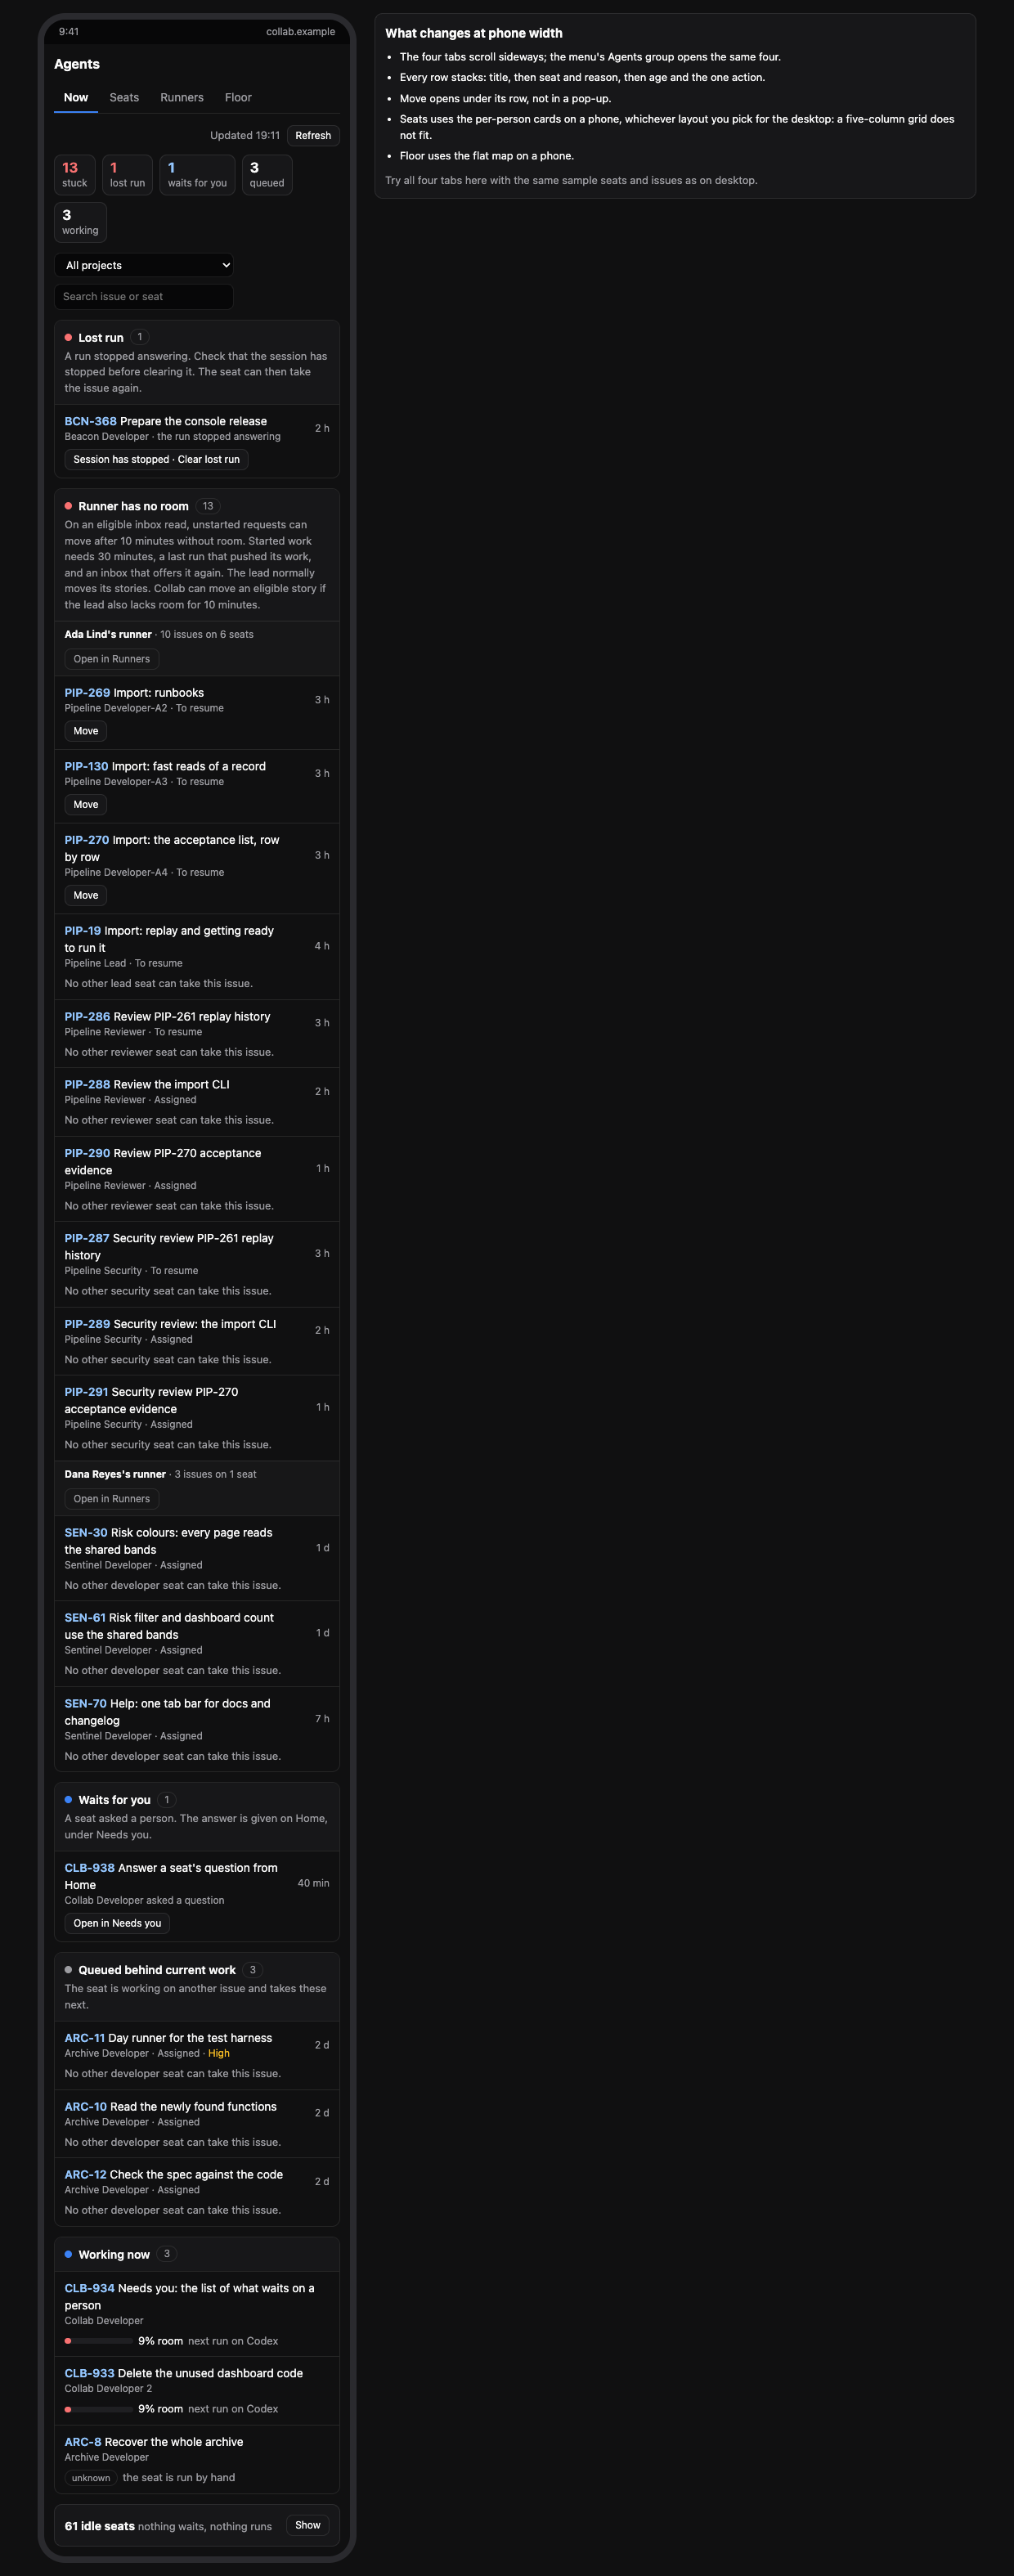 9:41
collab.example
Agents
Now
Seats
Runners
Floor
Updated 19:11
Refresh
13
stuck
1
lost run
1
waits for you
3
queued
3
working
All projects
Search issue or seat
Lost run 1
A run stopped answering. Check that the session has
stopped before clearing it. The seat can then take
the issue again.
BCN-368 Prepare the console release
2 h
Beacon Developer · the run stopped answering
Session has stopped · Clear lost run
Runner has no room 13
On an eligible inbox read, unstarted requests can
move after 10 minutes without room. Started work
needs 30 minutes, a last run that pushed its work,
and an inbox that offers it again. The lead normally
moves its stories. Collab can move an eligible story if
the lead also lacks room for 10 minutes.
Ada Lind's runner · 10 issues on 6 seats
Open in Runners
PIP-269 Import: runbooks
3 h
Pipeline Developer-A2 · To resume
Move
PIP-130 Import: fast reads of a record
3 h
Pipeline Developer-A3 · To resume
Move
PIP-270 Import: the acceptance list, row
by row
3 h
Pipeline Developer-A4 · To resume
Move
PIP-19 Import: replay and getting ready
to run it
4 h
Pipeline Lead · To resume
No other lead seat can take this issue.
PIP-286 Review PIP-261 replay history
3 h
Pipeline Reviewer · To resume
No other reviewer seat can take this issue.
PIP-288 Review the import CLI
2 h
Pipeline Reviewer · Assigned
No other reviewer seat can take this issue.
PIP-290 Review PIP-270 acceptance
evidence
1 h
Pipeline Reviewer · Assigned
No other reviewer seat can take this issue.
PIP-287 Security review PIP-261 replay
history
3 h
Pipeline Security · To resume
No other security seat can take this issue.
PIP-289 Security review: the import CLI
2 h
Pipeline Security · Assigned
No other security seat can take this issue.
PIP-291 Security review PIP-270
acceptance evidence
1 h
Pipeline Security · Assigned
No other security seat can take this issue.
Dana Reyes's runner · 3 issues on 1 seat
Open in Runners
SEN-30 Risk colours: every page reads
the shared bands
1 d
Sentinel Developer · Assigned
No other developer seat can take this issue.
SEN-61 Risk filter and dashboard count
use the shared bands
1 d
Sentinel Developer · Assigned
No other developer seat can take this issue.
SEN-70 Help: one tab bar for docs and
changelog
7 h
Sentinel Developer · Assigned
No other developer seat can take this issue.
Waits for you 1
A seat asked a person. The answer is given on Home,
under Needs you.
CLB-938 Answer a seat's question from
Home
40 min
Collab Developer asked a question
Open in Needs you
Queued behind current work 3
The seat is working on another issue and takes these
next.
ARC-11 Day runner for the test harness
2 d
Archive Developer · Assigned · High
No other developer seat can take this issue.
ARC-10 Read the newly found functions
2 d
Archive Developer · Assigned
No other developer seat can take this issue.
ARC-12 Check the spec against the code
2 d
Archive Developer · Assigned
No other developer seat can take this issue.
Working now 3
CLB-934 Needs you: the list of what waits on a
person
Collab Developer
9% room next run on Codex
CLB-933 Delete the unused dashboard code
Collab Developer 2
9% room next run on Codex
ARC-8 Recover the whole archive
Archive Developer
unknown the seat is run by hand
61 idle seats nothing waits, nothing runs
Show
What changes at phone width
• The four tabs scroll sideways; the menu's Agents group opens the same four.
• Every row stacks: title, then seat and reason, then age and the one action.
• Move opens under its row, not in a pop-up.
• Seats uses the per-person cards on a phone, whichever layout you pick for the desktop: a five-column grid does
not fit.
• Floor uses the flat map on a phone.
Try all four tabs here with the same sample seats and issues as on desktop.